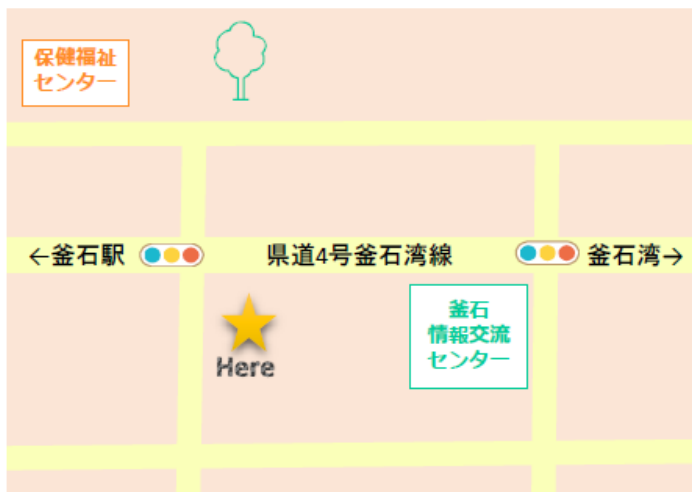 保健福祉
センター
←釜石駅
県道4号釜石湾線
釜石湾→
釜石
情報交流
センター
Here